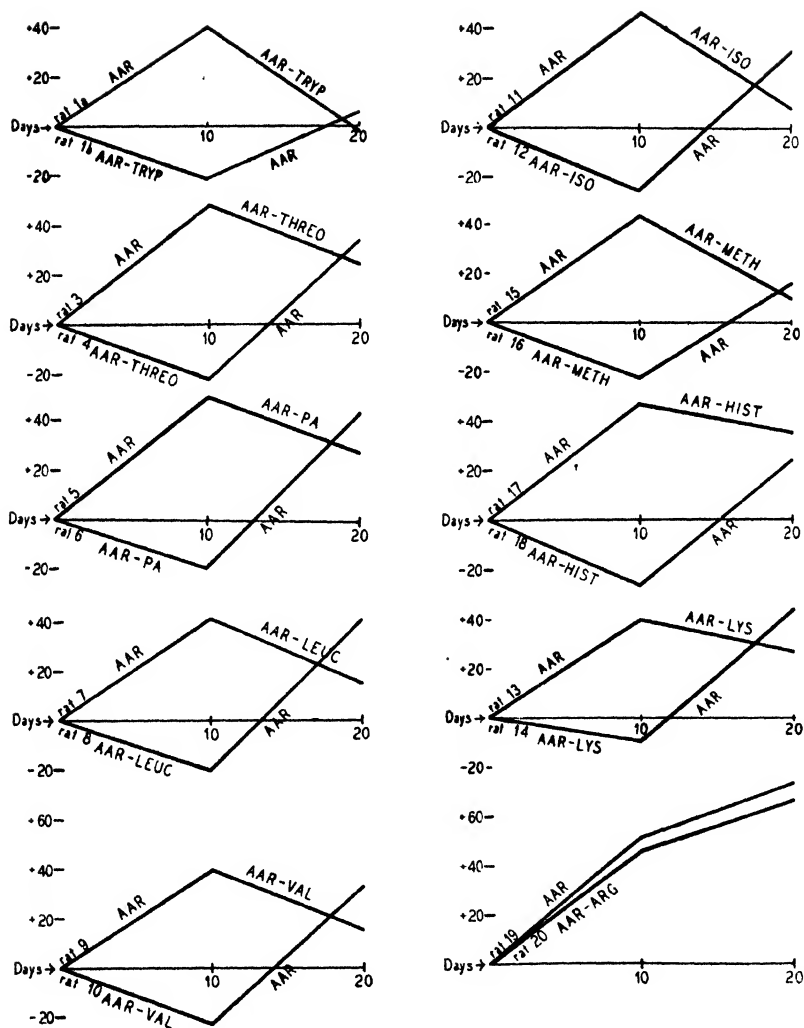 +40
+20
Days→
-20
rat 1a
AAR
AAR-TRYP
10
20
rat 1b
AAR-TRYP
AAR
+40
+20
Days→
-20
rat 3
AAR
AAR-THREO
10
20
rat 4
AAR-THREO
AAR
+40
+20
Days→
-20
rat 5
AAR
AAR-PA
10
20
rat 6
AAR-PA
AAR
+40
+20
Days→
-20
rat 7
AAR
AAR-LEUC
10
20
rat 8
AAR-LEUC
AAR
+60
+40
+20
Days→
-20
rat 9
AAR
AAR-VAL
10
20
rat 10
AAR-VAL
AAR
+40
+20
Days→
-20
rat 11
AAR
AAR-ISO
10
20
rat 12
AAR-ISO
AAR
+40
+20
Days→
-20
rat 15
AAR
AAR-METH
10
20
rat 16
AAR-METH
AAR
+40
+20
Days→
-20
rat 17
AAR
AAR-HIST
10
20
rat 18
AAR-HIST
AAR
+40
+20
Days→
-20
rat 13
AAR
AAR-LYS
10
20
rat 14
AAR-LYS
AAR
+60
+40
+20
Days→
rat 19
AAR
rat 20
AAR-ARG
10
20